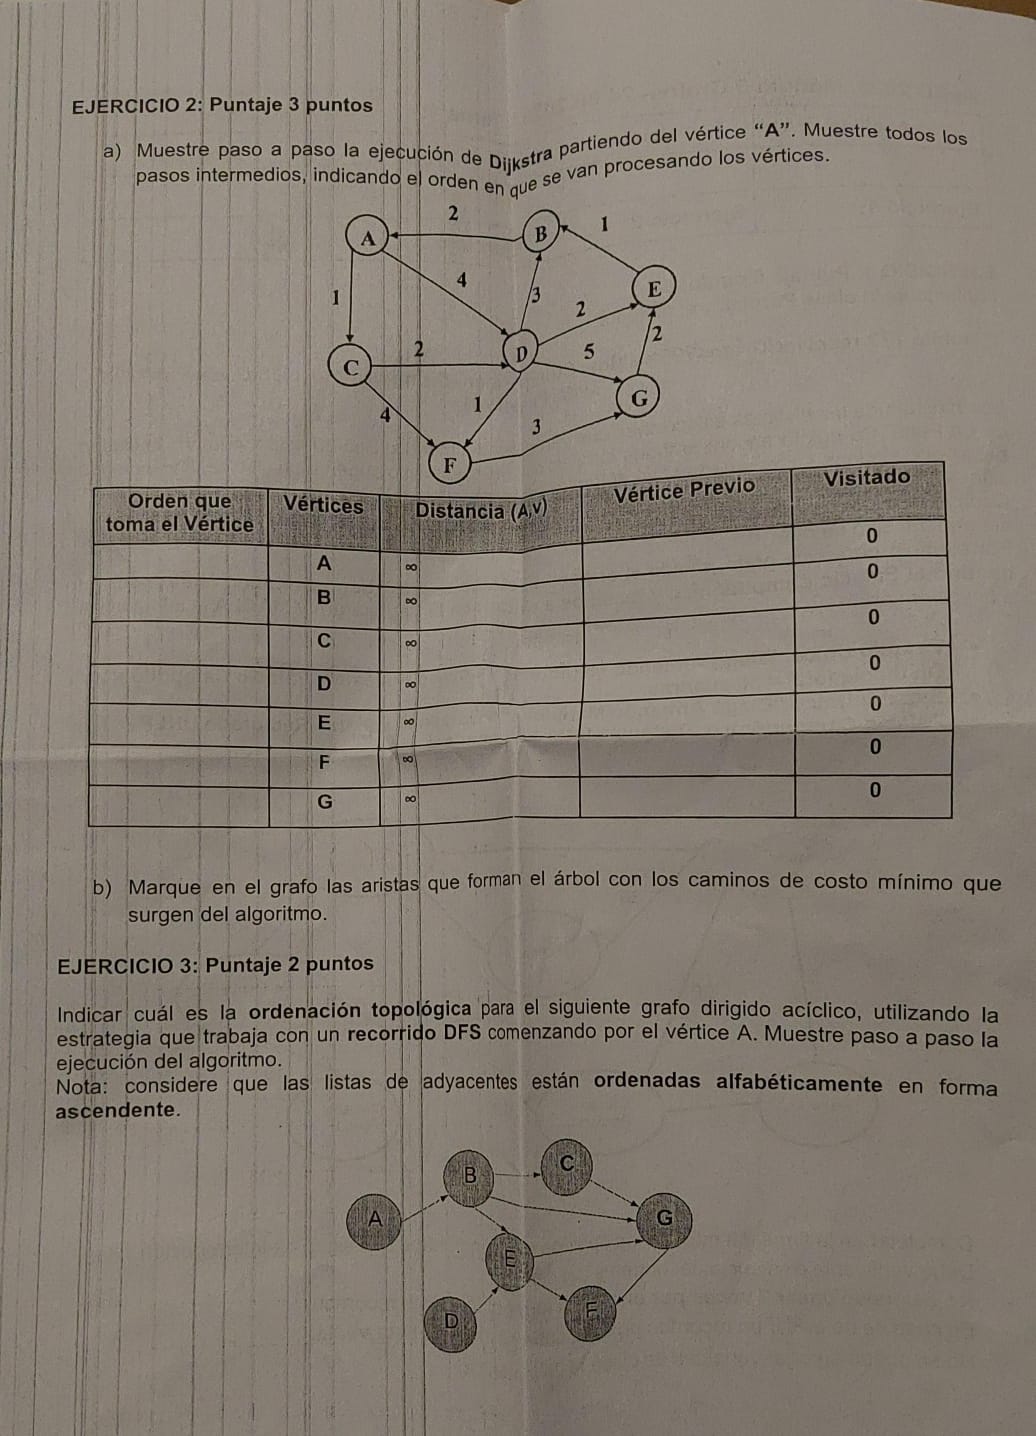 EJERCICIO 2: Puntaje 3 puntos
a) Muestre paso a paso la ejecución de Dijkstra partiendo del vértice “A”. Muestre todos los
pasos intermedios, indicando el orden en que se van procesando los vértices.
2
A
B
1
4
E
1
3
2
2
2
D
5
C
G
4
1
3
F
Orden que toma el Vértice Vértices Distancia (A,v) Vértice Previo Visitado
A ∞ 0
B ∞ 0
C ∞ 0
D ∞ 0
E ∞ 0
F ∞ 0
G ∞ 0
b) Marque en el grafo las aristas que forman el árbol con los caminos de costo mínimo que
surgen del algoritmo.
EJERCICIO 3: Puntaje 2 puntos
Indicar cuál es la ordenación topológica para el siguiente grafo dirigido acíclico, utilizando la
estrategia que trabaja con un recorrido DFS comenzando por el vértice A. Muestre paso a paso la
ejecución del algoritmo.
Nota: considere que las listas de adyacentes están ordenadas alfabéticamente en forma
ascendente.
B
C
A
G
E
D
F